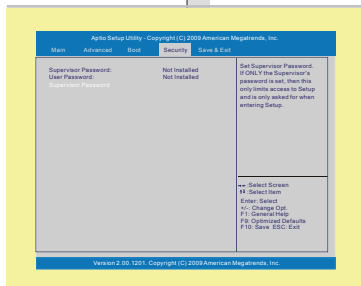 Aptio Setup Utility - Copyright (C) 2009 American Megatrends, Inc.
Main Advanced Boot Security Save & Exit
Supervisor Password: Not Installed
User Password: Not Installed
Supervisor Password
Set Supervisor Password.
If ONLY the Supervisor's
password is set, then this
only limits access to Setup
and is only asked for when
entering Setup.
:Select Screen
:Select Item
Enter: Select
+/-: Change Opt.
F1: General Help
F9: Optimized Defaults
F10: Save ESC: Exit
Version 2.00.1201. Copyright (C) 2009 American Megatrends, Inc.